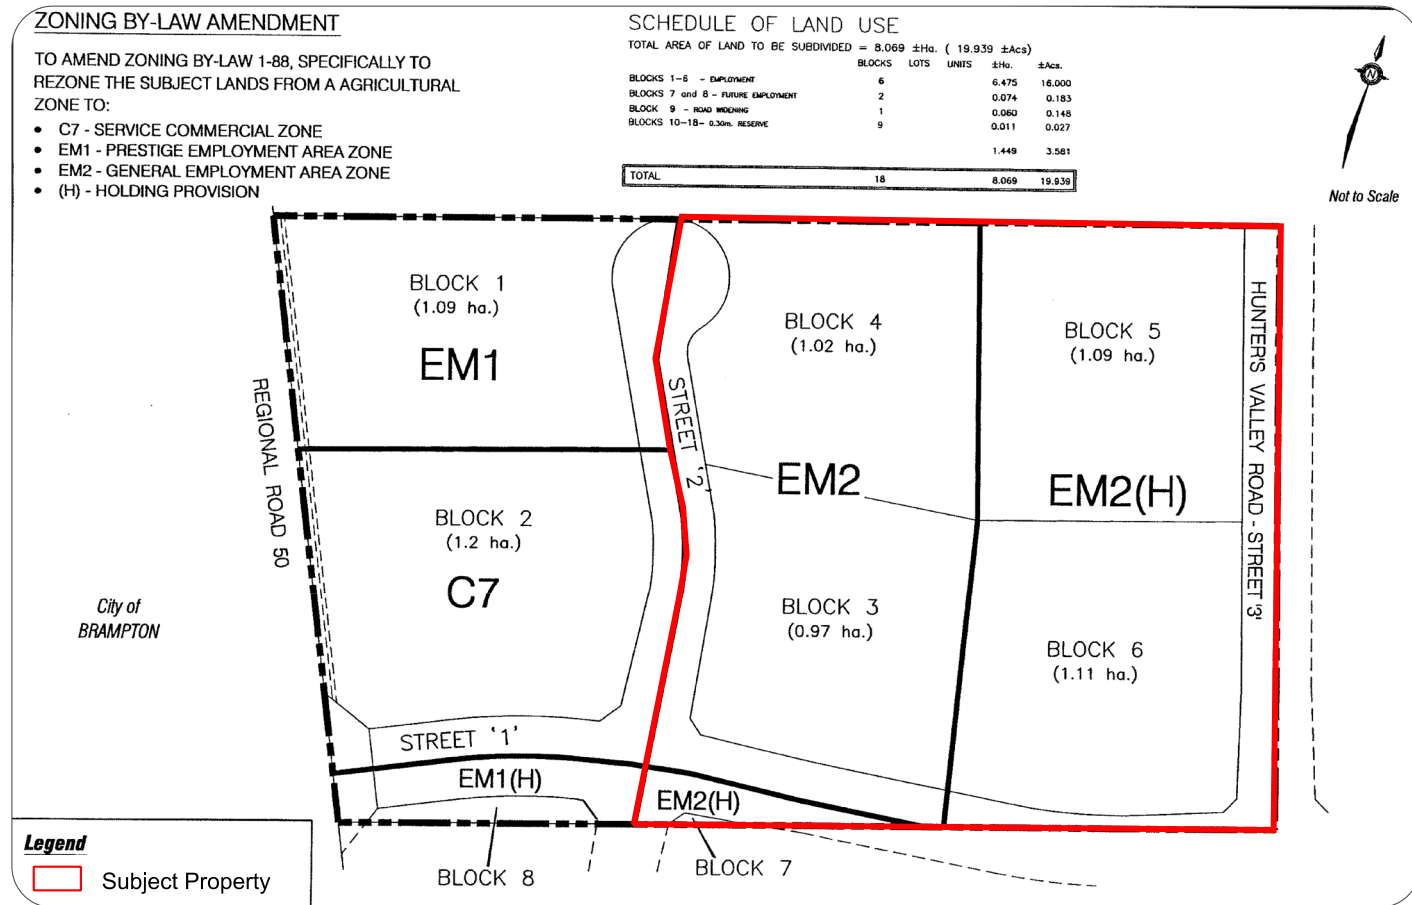 ZONING BY-LAW AMENDMENT
TO AMEND ZONING BY-LAW 1-88, SPECIFICALLY TO
REZONE THE SUBJECT LANDS FROM A AGRICULTURAL
ZONE TO:
• C7 - SERVICE COMMERCIAL ZONE
• EM1 - PRESTIGE EMPLOYMENT AREA ZONE
• EM2 - GENERAL EMPLOYMENT AREA ZONE
• (H) - HOLDING PROVISION
SCHEDULE OF LAND USE
TOTAL AREA OF LAND TO BE SUBDIVIDED = 8.069 ±Ha. ( 19.939 ±Acs)
BLOCKS LOTS UNITS ±Ha. ±Acs.
BLOCKS 1-6 - EMPLOYMENT 6 6.475 16.000
BLOCKS 7 and 8 - FUTURE EMPLOYMENT 2 0.074 0.183
BLOCK 9 - ROAD WIDENING 1 0.060 0.148
BLOCKS 10-18- 0.30m. RESERVE 9 0.011 0.027
1.449 3.581
TOTAL 18 8.069 19.939
N
Not to Scale
BLOCK 1
(1.09 ha.)
EM1
BLOCK 4
(1.02 ha.)
BLOCK 5
(1.09 ha.)
REGIONAL ROAD 50
STREET '2'
HUNTER'S VALLEY ROAD - STREET '3'
EM2
EM2(H)
BLOCK 2
(1.2 ha.)
C7
BLOCK 3
(0.97 ha.)
BLOCK 6
(1.11 ha.)
City of
BRAMPTON
STREET '1'
EM1(H)
EM2(H)
BLOCK 8
BLOCK 7
Legend
Subject Property